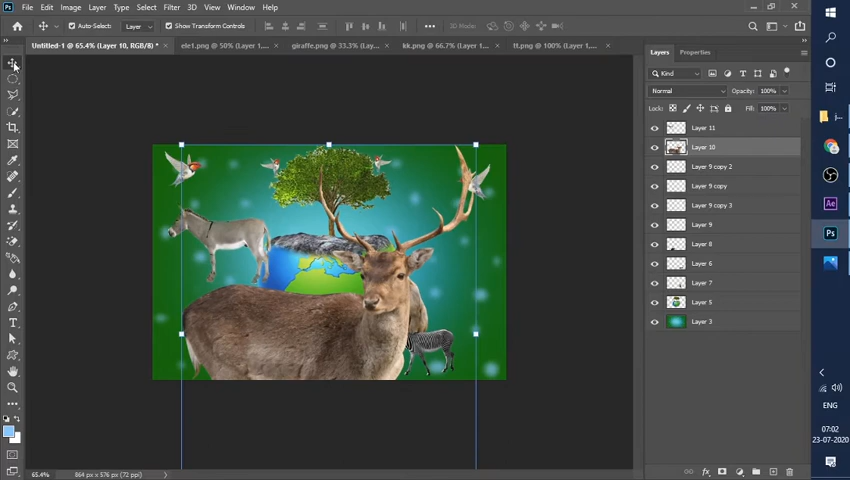 File Edit Image Layer Type Select Filter 3D View Window Help
Auto-Select: Layer Show Transform Controls 3D Mode:
Untitled-1 @ 65.4% (Layer 10, RGB/8) * × ele1.png @ 50% (Layer 1,... × giraffe.png @ 33.3% (Layer... × kk.png @ 66.7% (Layer 1,... × tt.png @ 100% (Layer 1,... ×
Layers Properties
Kind
Normal Opacity: 100%
Lock: Fill: 100%
Layer 11
Layer 10
Layer 9 copy 2
Layer 9 copy
Layer 9 copy 3
Layer 9
Layer 8
Layer 6
Layer 7
Layer 5
Layer 3
65.4% 864 px x 576 px (72 ppi)
fx
Ae
Ps
ENG
07:02
23-07-2020